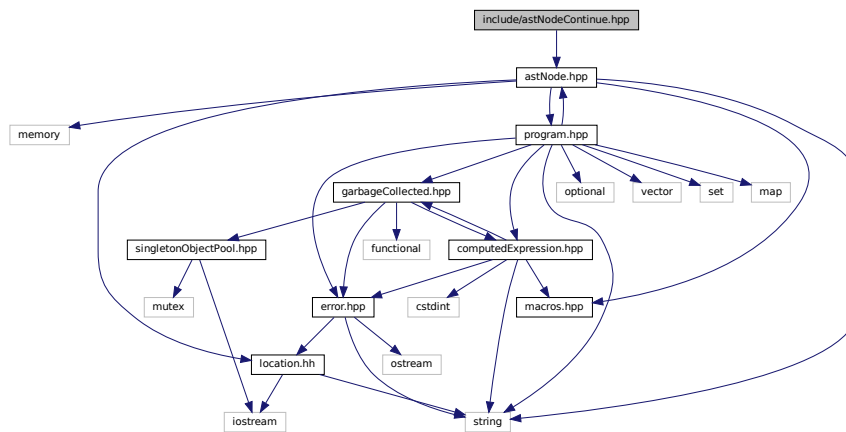 include/astNodeContinue.hpp
astNode.hpp
memory
program.hpp
garbageCollected.hpp
optional
vector
set
map
singletonObjectPool.hpp
functional
computedExpression.hpp
mutex
error.hpp
cstdint
macros.hpp
location.hh
ostream
iostream
string